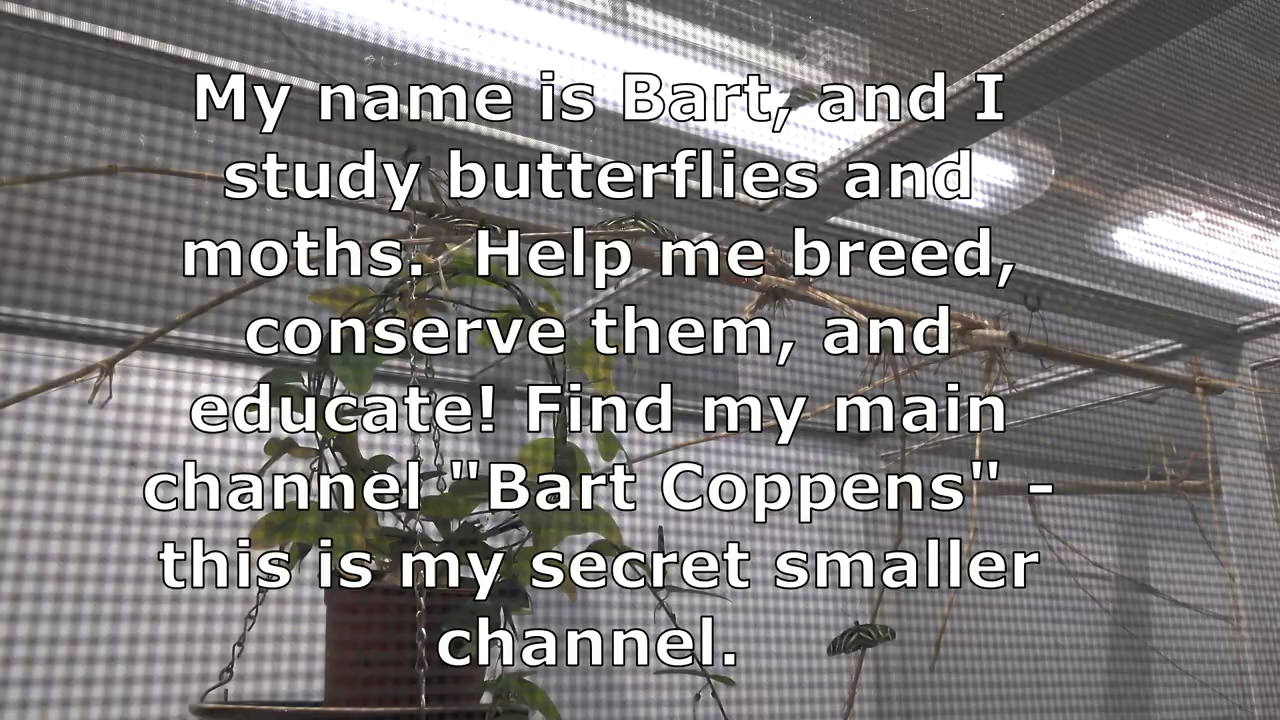 My name is Bart, and I
study butterflies and
moths.  Help me breed,
conserve them, and
educate! Find my main
channel "Bart Coppens" -
this is my secret smaller
channel.